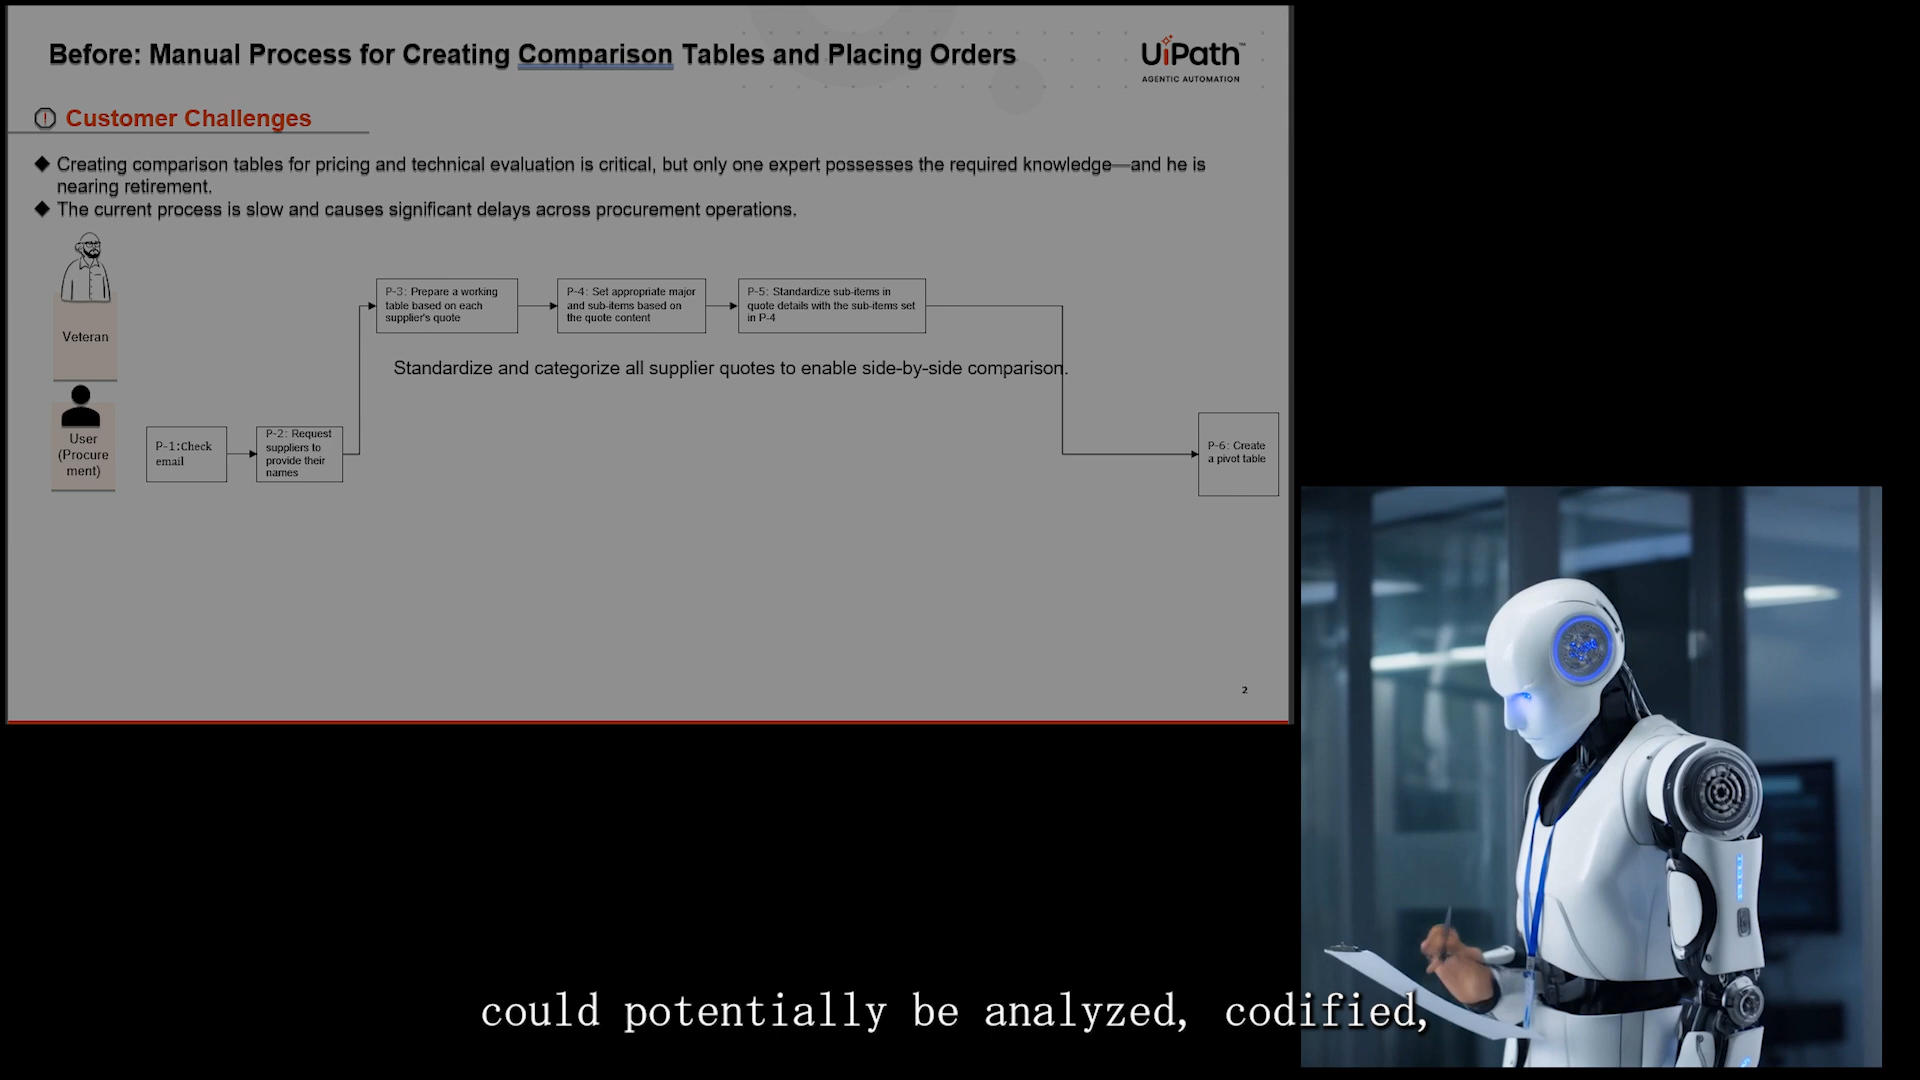 Before: Manual Process for Creating Comparison Tables and Placing Orders
UiPath™
AGENTIC AUTOMATION
Customer Challenges
Creating comparison tables for pricing and technical evaluation is critical, but only one expert possesses the required knowledge—and he is
nearing retirement.
The current process is slow and causes significant delays across procurement operations.
Veteran
P-3: Prepare a working
table based on each
supplier's quote
P-4: Set appropriate major
and sub-items based on
the quote content
P-5: Standardize sub-items in
quote details with the sub-items set
in P-4
Standardize and categorize all supplier quotes to enable side-by-side comparison.
User
(Procure
ment)
P-1:Check
email
P-2: Request
suppliers to
provide their
names
P-6: Create
a pivot table
2
could potentially be analyzed, codified,